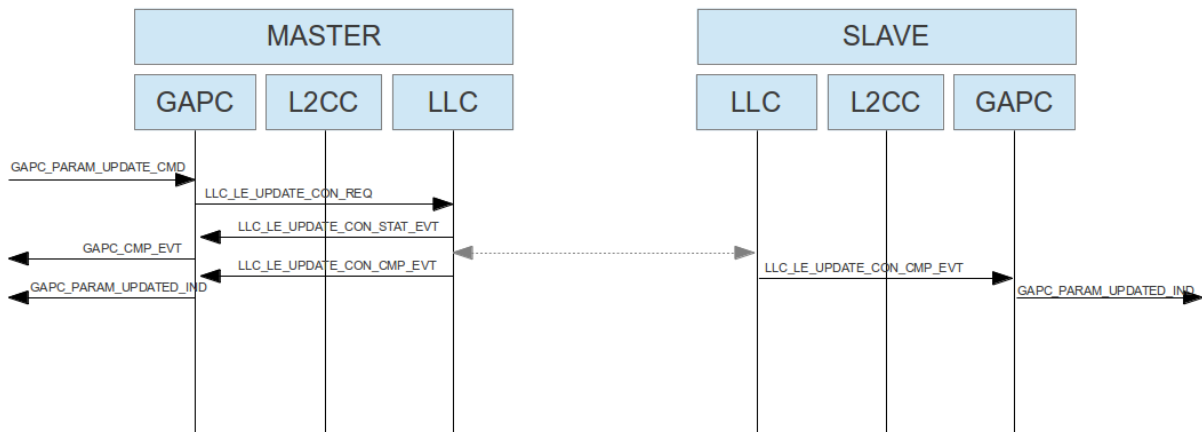 MASTER
SLAVE
GAPC
L2CC
LLC
LLC
L2CC
GAPC
GAPC_PARAM_UPDATE_CMD
LLC_LE_UPDATE_CON_REQ
LLC_LE_UPDATE_CON_STAT_EVT
GAPC_CMP_EVT
LLC_LE_UPDATE_CON_CMP_EVT
LLC_LE_UPDATE_CON_CMP_EVT
GAPC_PARAM_UPDATED_IND
GAPC_PARAM_UPDATED_IND